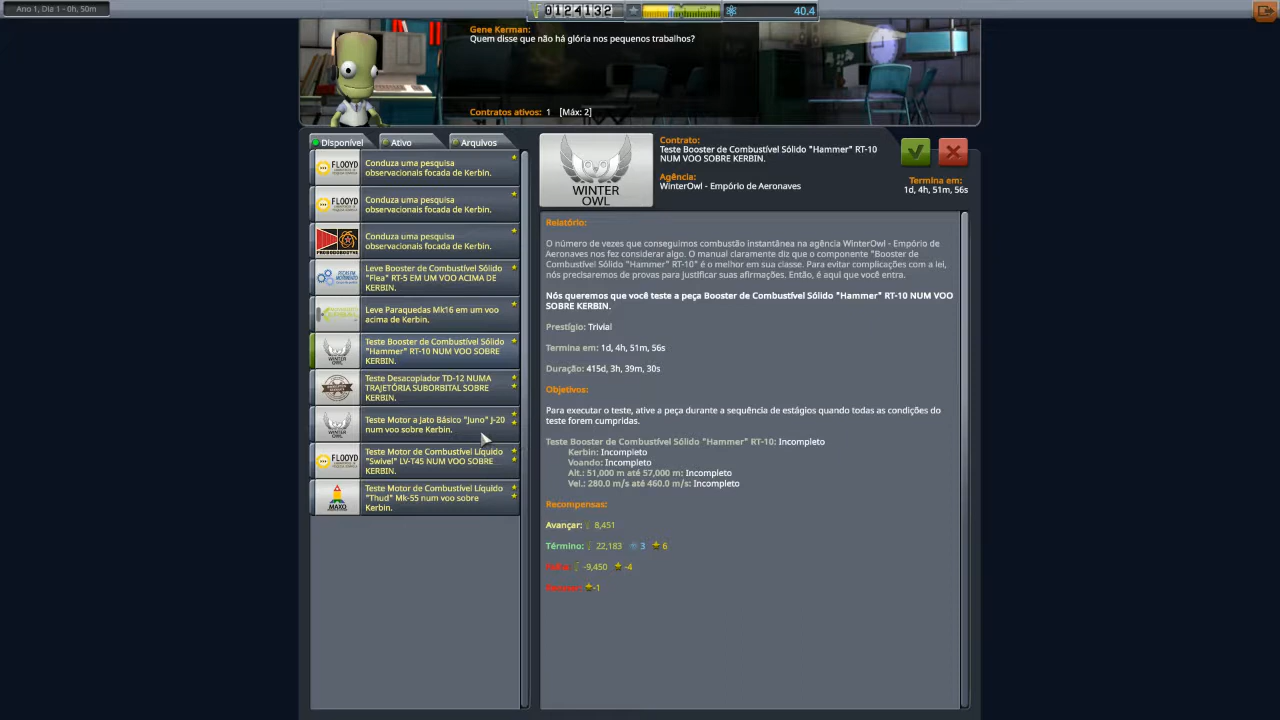 Ano 1, Dia 1 - 0h, 50m
0124132
40.4
Gene Kerman:
Quem disse que não há glória nos pequenos trabalhos?
Contratos ativos: 1 [Máx: 2]
Disponível
Ativo
Arquivos
FLOOYD
Conduza uma pesquisa
observacionais focada de Kerbin.
FLOOYD
Conduza uma pesquisa
observacionais focada de Kerbin.
Conduza uma pesquisa
observacionais focada de Kerbin.
Leve Booster de Combustível Sólido
"Flea" RT-5 EM UM VOO ACIMA DE
KERBIN.
Leve Paraquedas Mk16 em um voo
acima de Kerbin.
WINTER
OWL
Teste Booster de Combustível Sólido
"Hammer" RT-10 NUM VOO SOBRE
KERBIN.
Teste Desacoplador TD-12 NUMA
TRAJETÓRIA SUBORBITAL SOBRE
KERBIN.
WINTER
OWL
Teste Motor a Jato Básico "Juno" J-20
num voo sobre Kerbin.
FLOOYD
Teste Motor de Combustível Líquido
"Swivel" LV-T45 NUM VOO SOBRE
KERBIN.
MAXO
Teste Motor de Combustível Líquido
"Thud" Mk-55 num voo sobre
Kerbin.
WINTER
OWL
Contrato:
Teste Booster de Combustível Sólido "Hammer" RT-10
NUM VOO SOBRE KERBIN.
Agência:
WinterOwl - Empório de Aeronaves
Termina em:
1d, 4h, 51m, 56s
Relatório:
O número de vezes que conseguimos combustão instantânea na agência WinterOwl - Empório de
Aeronaves nos fez considerar algo. O manual claramente diz que o componente "Booster de
Combustível Sólido "Hammer" RT-10" é o melhor em sua classe. Para evitar complicações com a lei,
nós precisaremos de provas para justificar suas afirmações. Então, é aqui que você entra.
Nós queremos que você teste a peça Booster de Combustível Sólido "Hammer" RT-10 NUM VOO
SOBRE KERBIN.
Prestígio: Trivial
Termina em: 1d, 4h, 51m, 56s
Duração: 415d, 3h, 39m, 30s
Objetivos:
Para executar o teste, ative a peça durante a sequência de estágios quando todas as condições do
teste forem cumpridas.
Teste Booster de Combustível Sólido "Hammer" RT-10: Incompleto
Kerbin: Incompleto
Voando: Incompleto
Alt.: 51,000 m até 57,000 m: Incompleto
Vel.: 280.0 m/s até 460.0 m/s: Incompleto
Recompensas:
Avançar: 8,451
Término: 22,183 3 6
-9,450 -4
-1